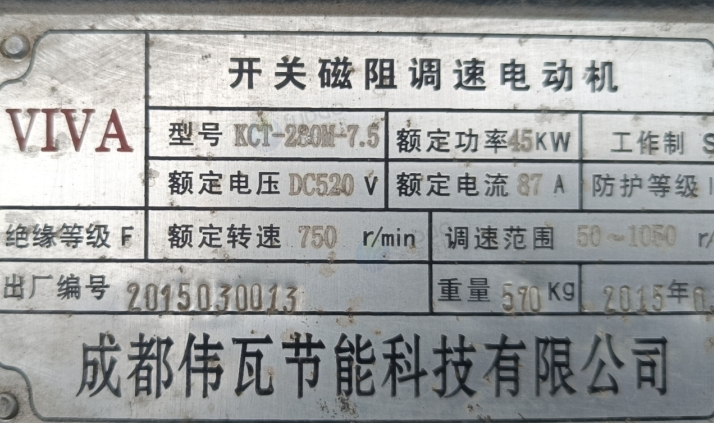 开关磁阻调速电动机
VIVA
型号 KCT-280M-7.5 额定功率 45KW 工作制 S
额定电压 DC520 V 额定电流 87 A 防护等级 I
绝缘等级 F 额定转速 750 r/min 调速范围 50~1050 r/
出厂编号 2015030013 重量 570 Kg 2015年0
成都伟瓦节能科技有限公司